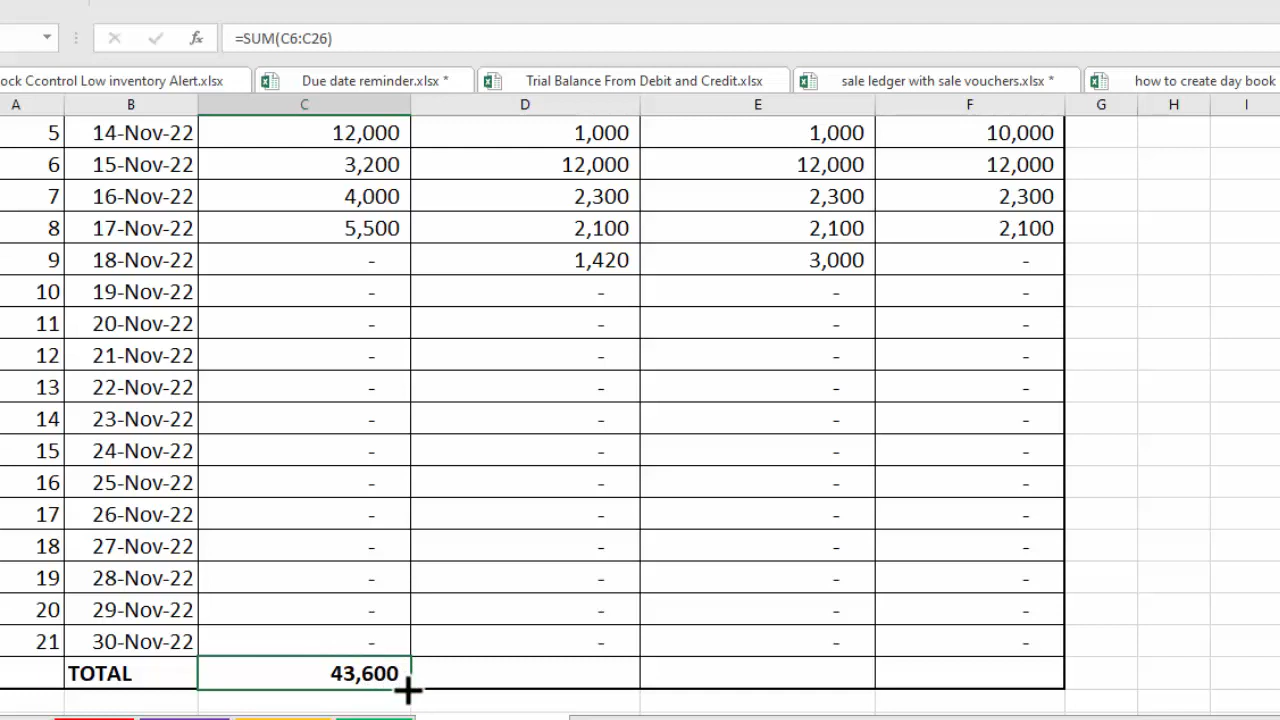 fx =SUM(C6:C26)
ock Ccontrol Low inventory Alert.xlsx Due date reminder.xlsx * Trial Balance From Debit and Credit.xlsx sale ledger with sale vouchers.xlsx * how to create day book
A B C D E F G H I
5 14-Nov-22 12,000 1,000 1,000 10,000
6 15-Nov-22 3,200 12,000 12,000 12,000
7 16-Nov-22 4,000 2,300 2,300 2,300
8 17-Nov-22 5,500 2,100 2,100 2,100
9 18-Nov-22 - 1,420 3,000 -
10 19-Nov-22 - - - -
11 20-Nov-22 - - - -
12 21-Nov-22 - - - -
13 22-Nov-22 - - - -
14 23-Nov-22 - - - -
15 24-Nov-22 - - - -
16 25-Nov-22 - - - -
17 26-Nov-22 - - - -
18 27-Nov-22 - - - -
19 28-Nov-22 - - - -
20 29-Nov-22 - - - -
21 30-Nov-22 - - - -
TOTAL 43,600